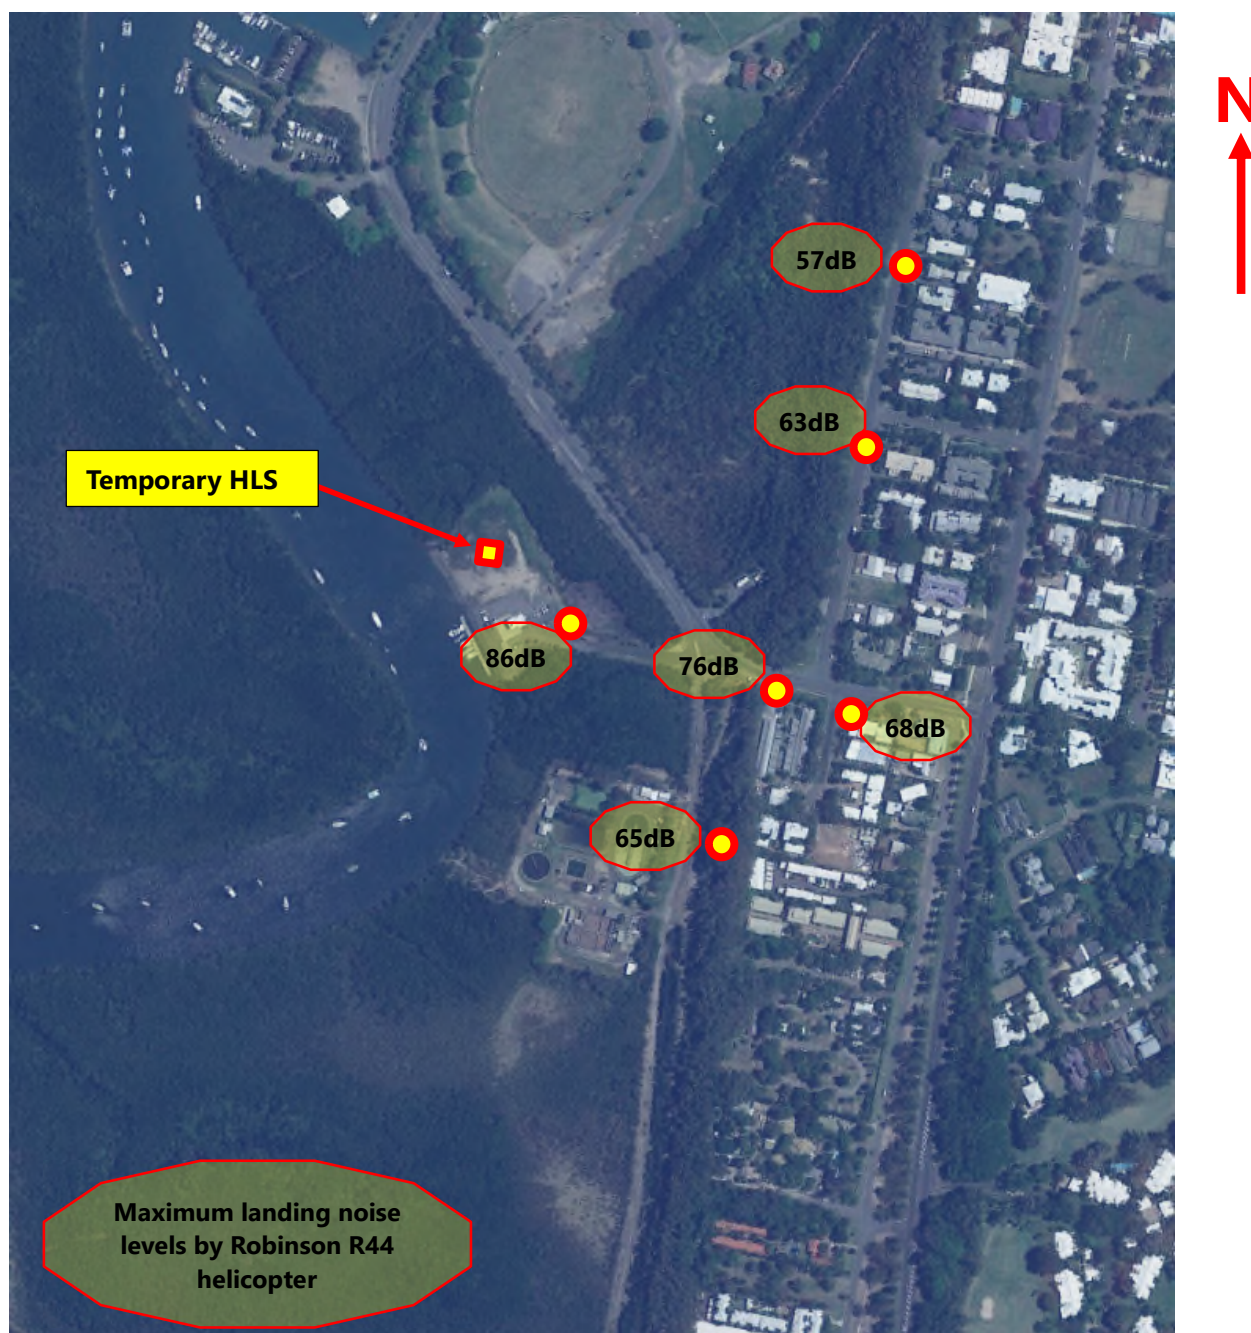 N
57dB
63dB
Temporary HLS
86dB
76dB
68dB
65dB
Maximum landing noise
levels by Robinson R44
helicopter